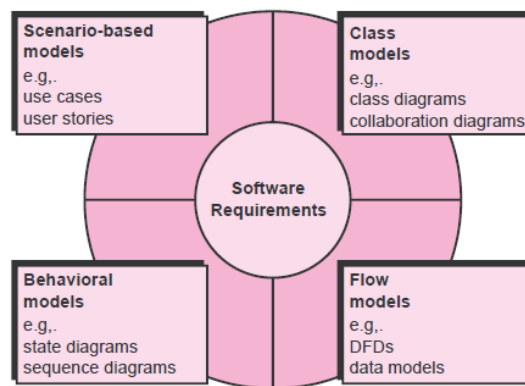 Scenario-based
models
e.g,.
use cases
user stories
Class
models
e.g,.
class diagrams
collaboration diagrams
Software
Requirements
Behavioral
models
e.g,.
state diagrams
sequence diagrams
Flow
models
e.g,.
DFDs
data models